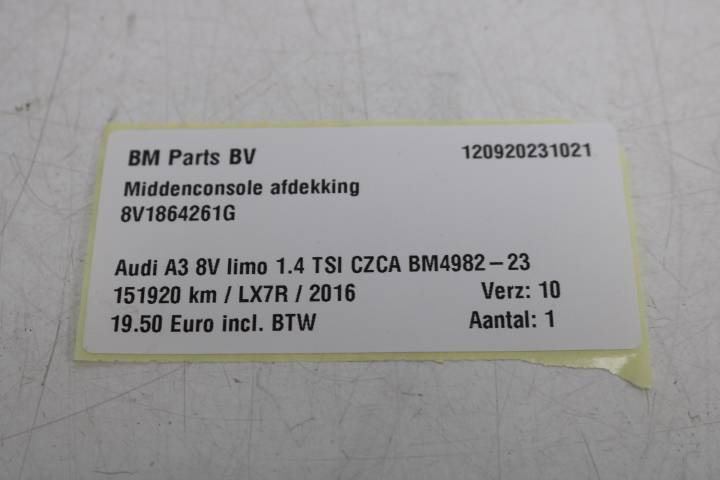 BM Parts BV 120920231021
Middenconsole afdekking
8V1864261G
Audi A3 8V limo 1.4 TSI CZCA BM4982-23
151920 km / LX7R / 2016 Verz: 10
19.50 Euro incl. BTW Aantal: 1